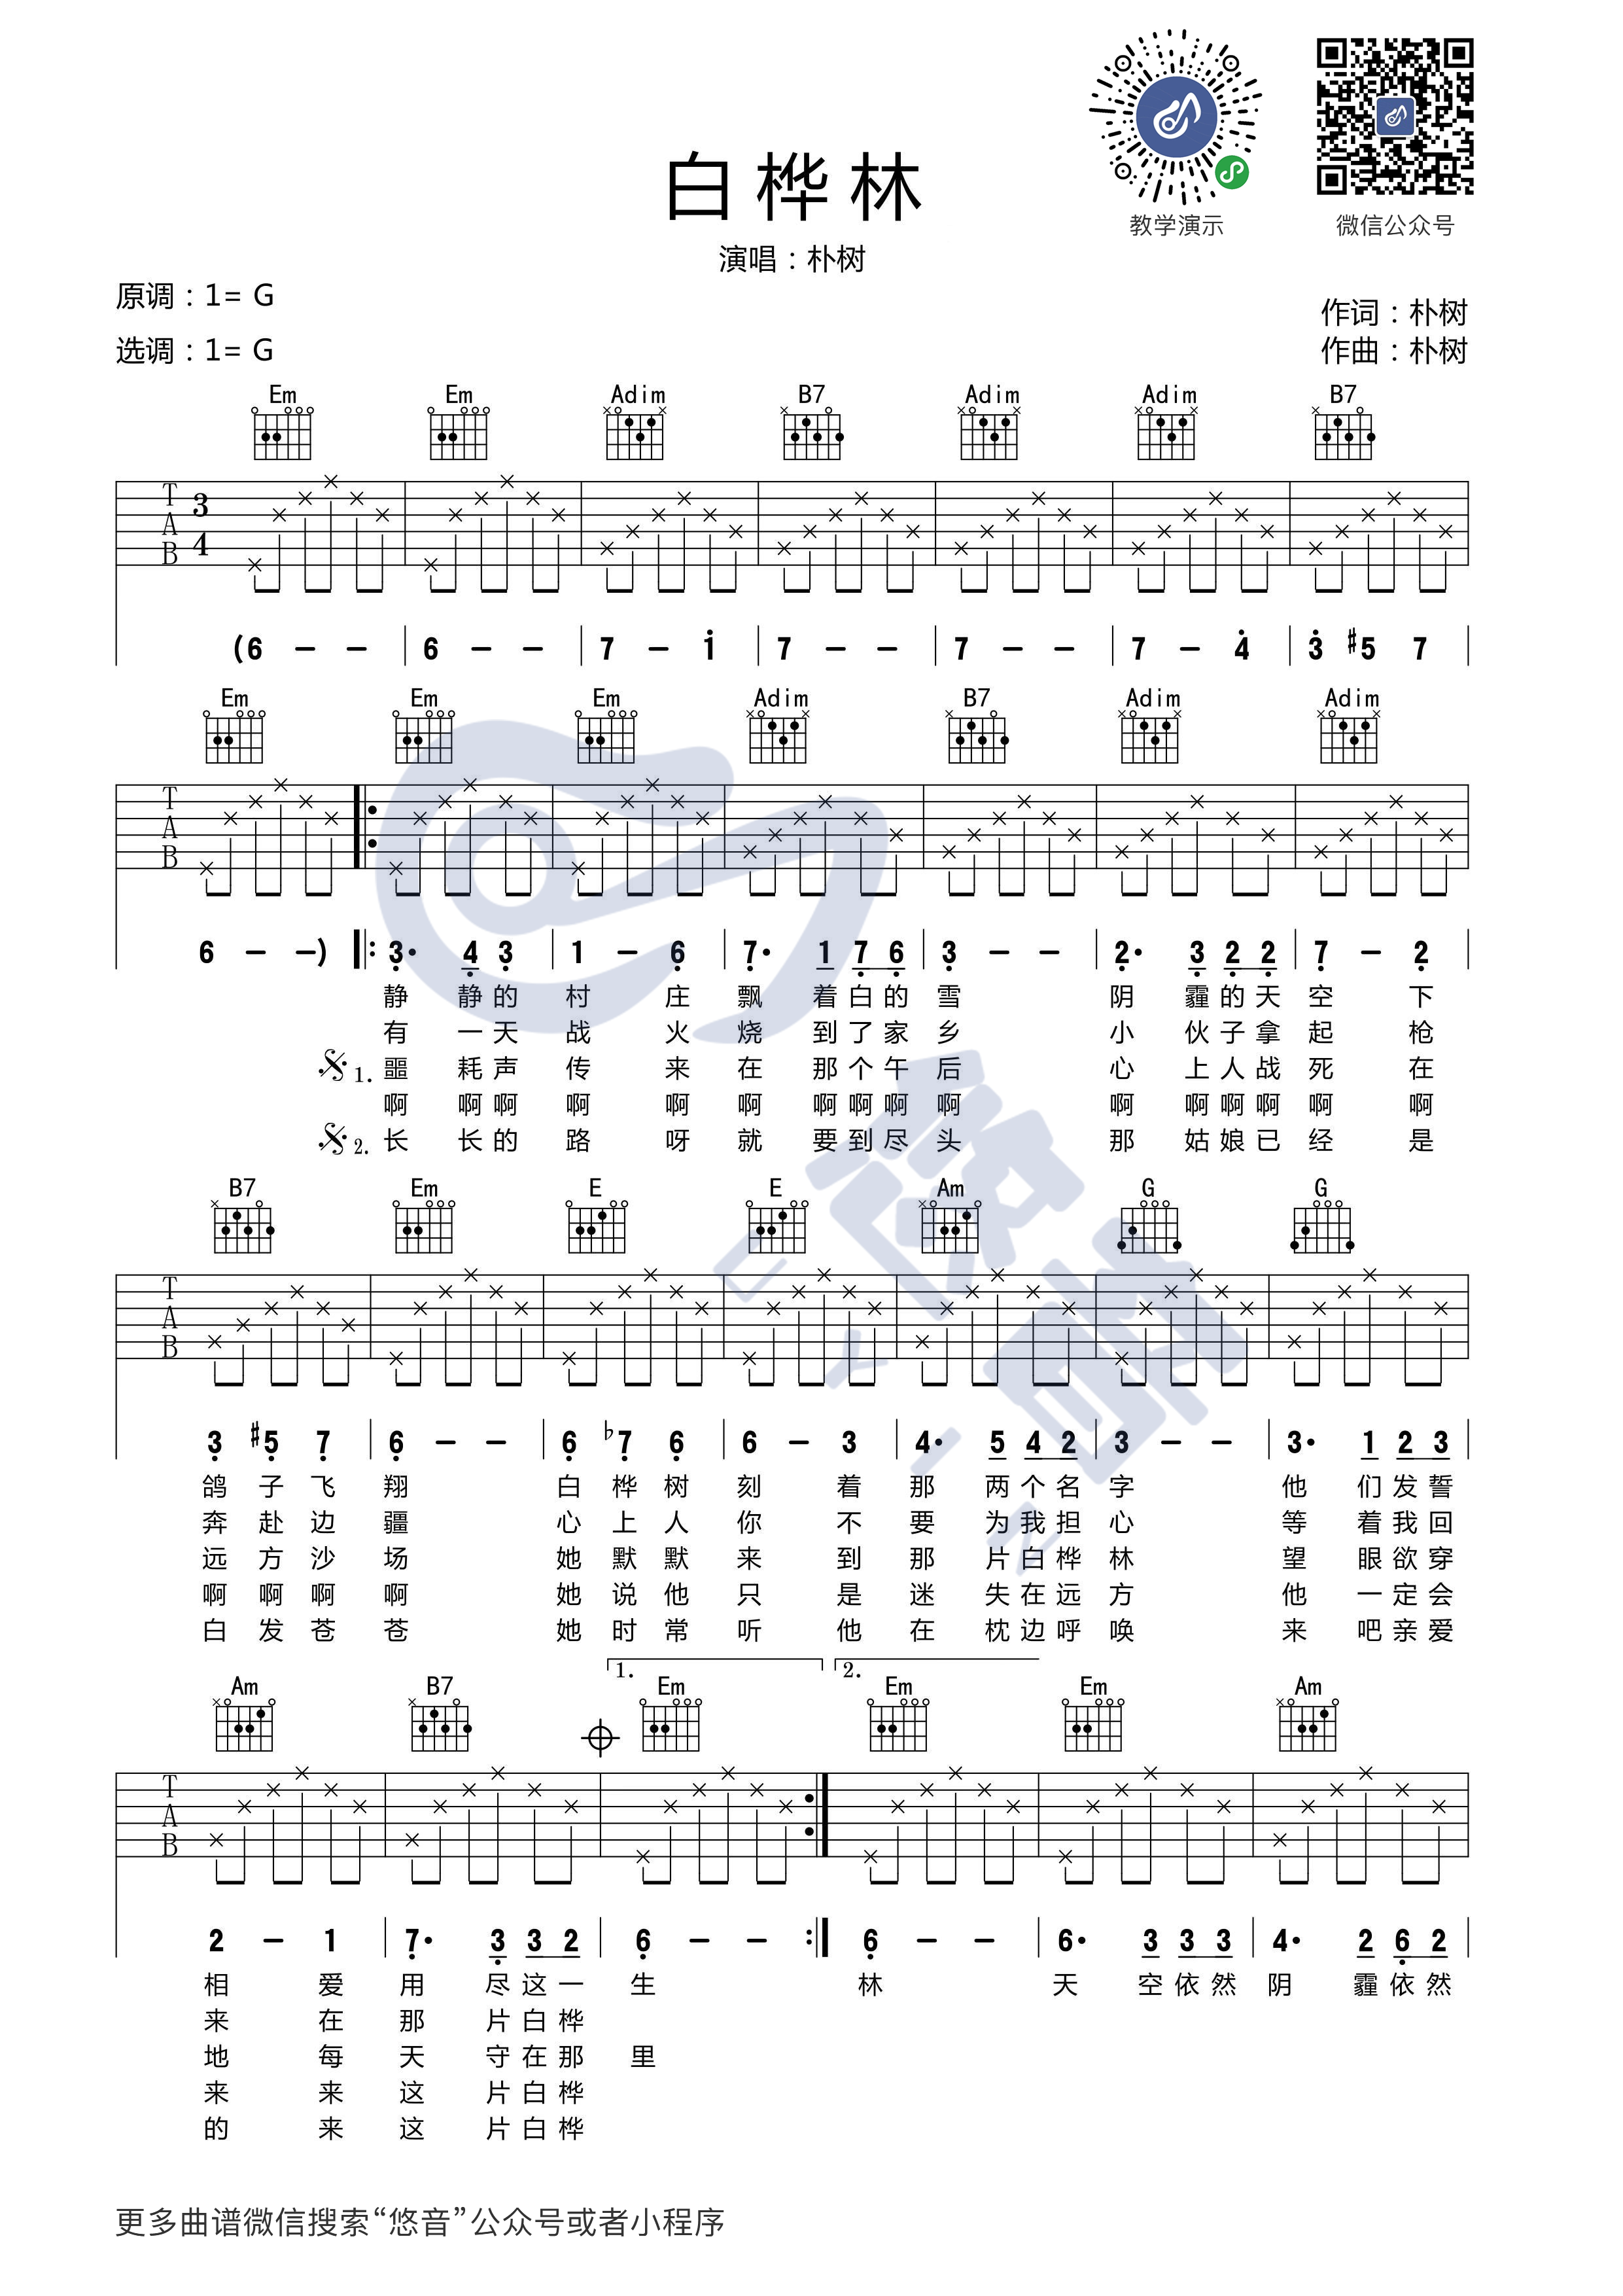 白桦林
教学演示
微信公众号
演唱：朴树
原调：1= G
选调：1= G
作词：朴树
作曲：朴树
Em Em Adim B7 Adim Adim B7
T A B 3 4
(6 – – | 6 – – | 7 – 1 | 7 – – | 7 – – | 7 – 4 | 3 #5 7 |
Em Em Em Adim B7 Adim Adim
T A B
6 – –) |: 3· 4 3 | 1 – 6 | 7· 1 7 6 | 3 – – | 2· 3 2 2 | 7 – 2 |
静 静的 村 庄 飘 着白的 雪 阴 霾的天 空 下
有 一天 战 火 烧 到了家 乡 小 伙子拿 起 枪
1. 噩 耗声 传 来 在 那个午 后 心 上人战 死 在
啊 啊啊 啊 啊 啊 啊啊啊 啊 啊 啊啊啊 啊 啊
2. 长 长的 路 呀 就 要到尽 头 那 姑娘已 经 是
B7 Em E E Am G G
T A B
3 #5 7 | 6 – – | 6 b7 6 | 6 – 3 | 4· 5 4 2 | 3 – – | 3· 1 2 3 |
鸽 子 飞 翔 白 桦 树 刻 着 那 两个名 字 他 们发誓
奔 赴 边 疆 心 上 人 你 不 要 为我担 心 等 着我回
远 方 沙 场 她 默 默 来 到 那 片白桦 林 望 眼欲穿
啊 啊 啊 啊 她 说 他 只 是 迷 失在远 方 他 一定会
白 发 苍 苍 她 时 常 听 他 在 枕边呼 唤 来 吧亲爱
1. 2.
Am B7 Em Em Em Am
T A B
2 – 1 | 7· 3 3 2 | 6 – – :| 6 – – | 6· 3 3 3 | 4· 2 6 2 |
相 爱 用 尽这一 生 林 天 空依然 阴 霾依然
来 在 那 片白桦
地 每 天 守在那 里
来 来 这 片白桦
的 来 这 片白桦
悠音
UYIN
更多曲谱微信搜索“悠音”公众号或者小程序